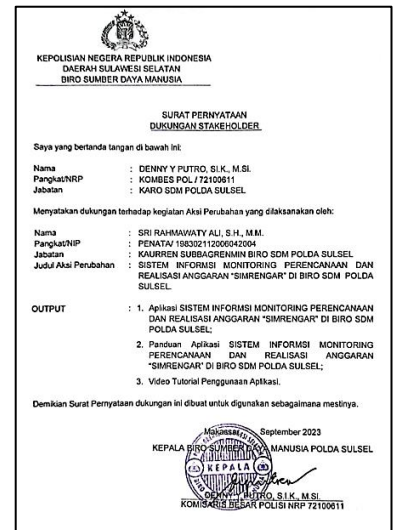 KEPOLISIAN NEGERA REPUBLIK INDONESIA
DAERAH SULAWESI SELATAN
BIRO SUMBER DAYA MANUSIA
SURAT PERNYATAAN
DUKUNGAN STAKEHOLDER
Saya yang bertanda tangan di bawah ini:
Nama : DENNY Y PUTRO, SI.K., M.Si.
Pangkat/NRP : KOMBES POL / 72100611
Jabatan : KARO SDM POLDA SULSEL
Menyatakan dukungan terhadap kegiatan Aksi Perubahan yang dilaksanakan oleh:
Nama : SRI RAHMAWATY ALI, S.H., M.M.
Pangkat/NIP : PENATA/ 198302112006042004
Jabatan : KAURREN SUBBAGRENMIN BIRO SDM POLDA SULSEL
Judul Aksi Perubahan : SISTEM INFORMSI MONITORING PERENCANAAN DAN
REALISASI ANGGARAN "SIMRENGAR" DI BIRO SDM POLDA
SULSEL.
OUTPUT : 1. Aplikasi SISTEM INFORMSI MONITORING PERENCANAAN
DAN REALISASI ANGGARAN "SIMRENGAR" DI BIRO SDM
POLDA SULSEL;
2. Panduan Aplikasi SISTEM INFORMSI MONITORING
PERENCANAAN DAN REALISASI ANGGARAN
"SIMRENGAR" DI BIRO SDM POLDA SULSEL;
3. Video Tutorial Penggunaan Aplikasi.
Demikian Surat Pernyataan dukungan ini dibuat untuk digunakan sebagaimana mestinya.
Makassar, September 2023
KEPALA BIRO SUMBER DAYA MANUSIA POLDA SULSEL
KEPALA
DENNY Y PUTRO, S.I.K., M.SI.
KOMISARIS BESAR POLISI NRP 72100611